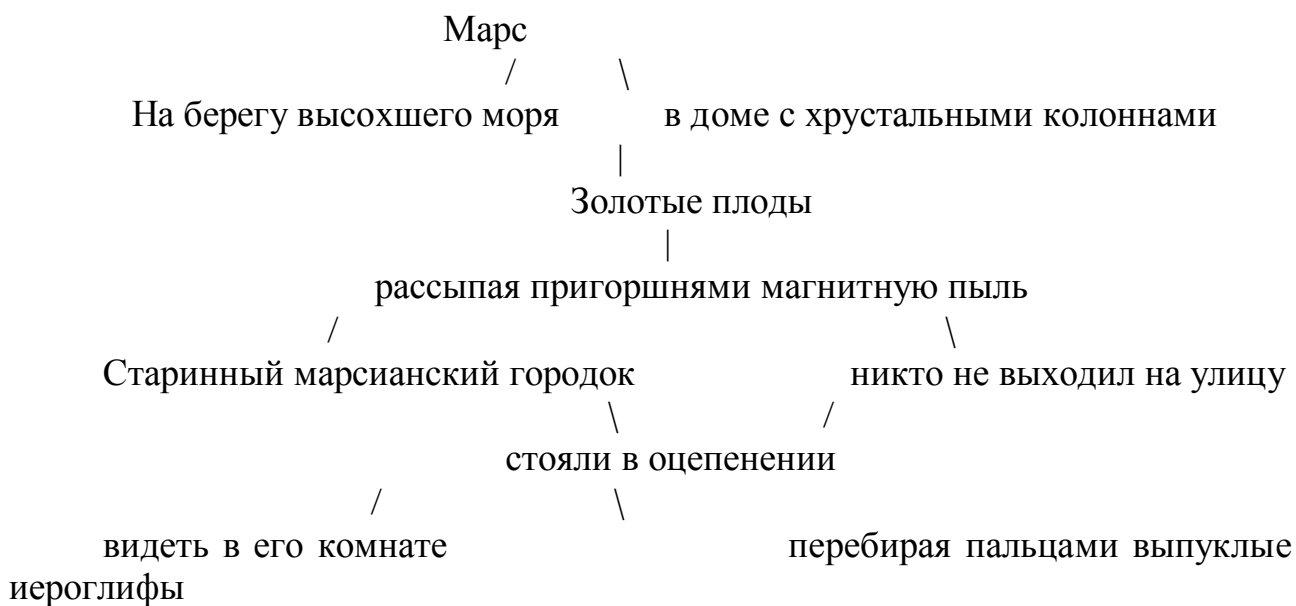 Марс
/ \
На берегу высохшего моря в доме с хрустальными колоннами
|
Золотые плоды
|
рассыпая пригоршнями магнитную пыль
/ \
Старинный марсианский городок никто не выходил на улицу
\ /
стояли в оцепенении
/ \
видеть в его комнате перебирая пальцами выпуклые
иероглифы